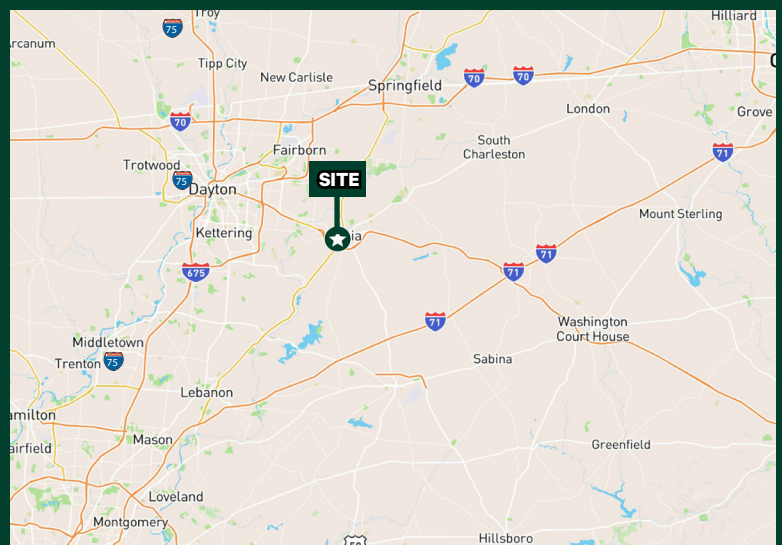 Troy
75
Hilliard
Arcanum
Tipp City
New Carlisle
70
70
Springfield
London
Grove
70
South
Charleston
Fairborn
71
Trotwood
75
SITE
Dayton
Mount Sterling
Kettering
ia
71
675
71
71
Washington
Court House
Middletown
Trenton
75
Sabina
Lebanon
amilton
Mason
airfield
Greenfield
Loveland
Montgomery
Hillsboro